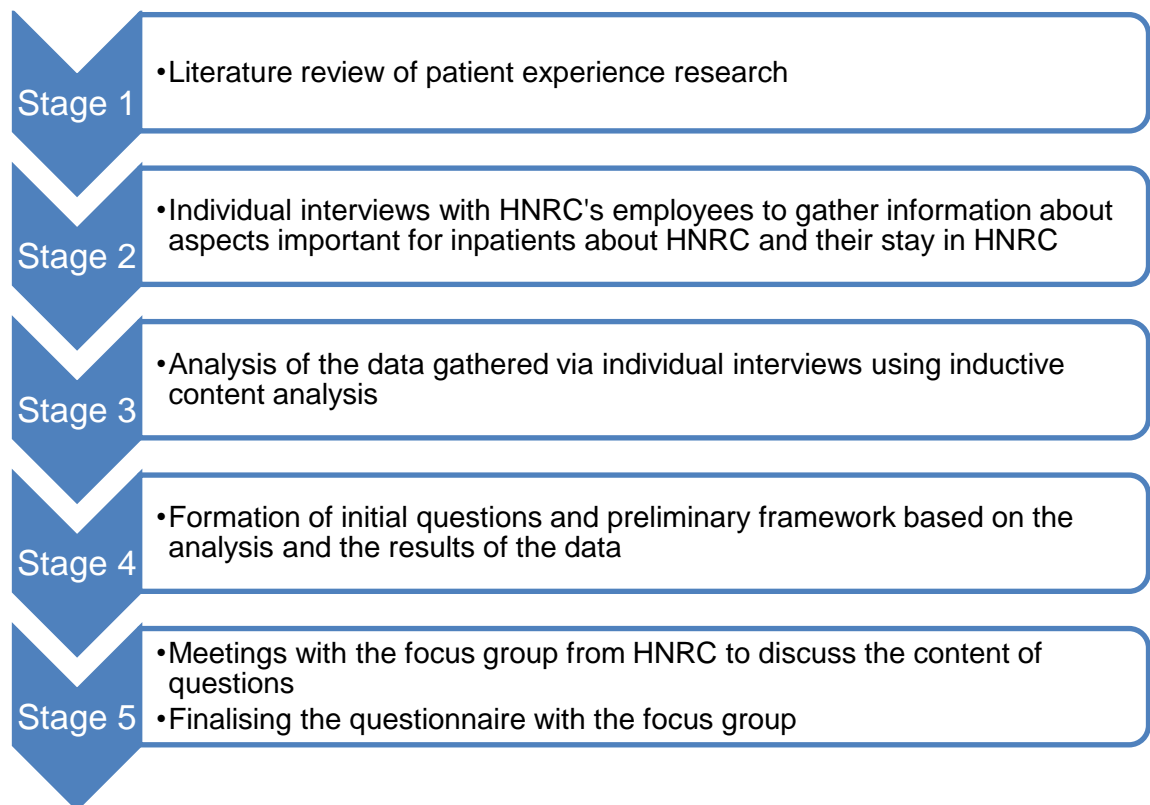 Stage 1
•Literature review of patient experience research
Stage 2
•Individual interviews with HNRC's employees to gather information about
aspects important for inpatients about HNRC and their stay in HNRC
Stage 3
•Analysis of the data gathered via individual interviews using inductive
content analysis
Stage 4
•Formation of initial questions and preliminary framework based on the
analysis and the results of the data
Stage 5
•Meetings with the focus group from HNRC to discuss the content of
questions
•Finalising the questionnaire with the focus group